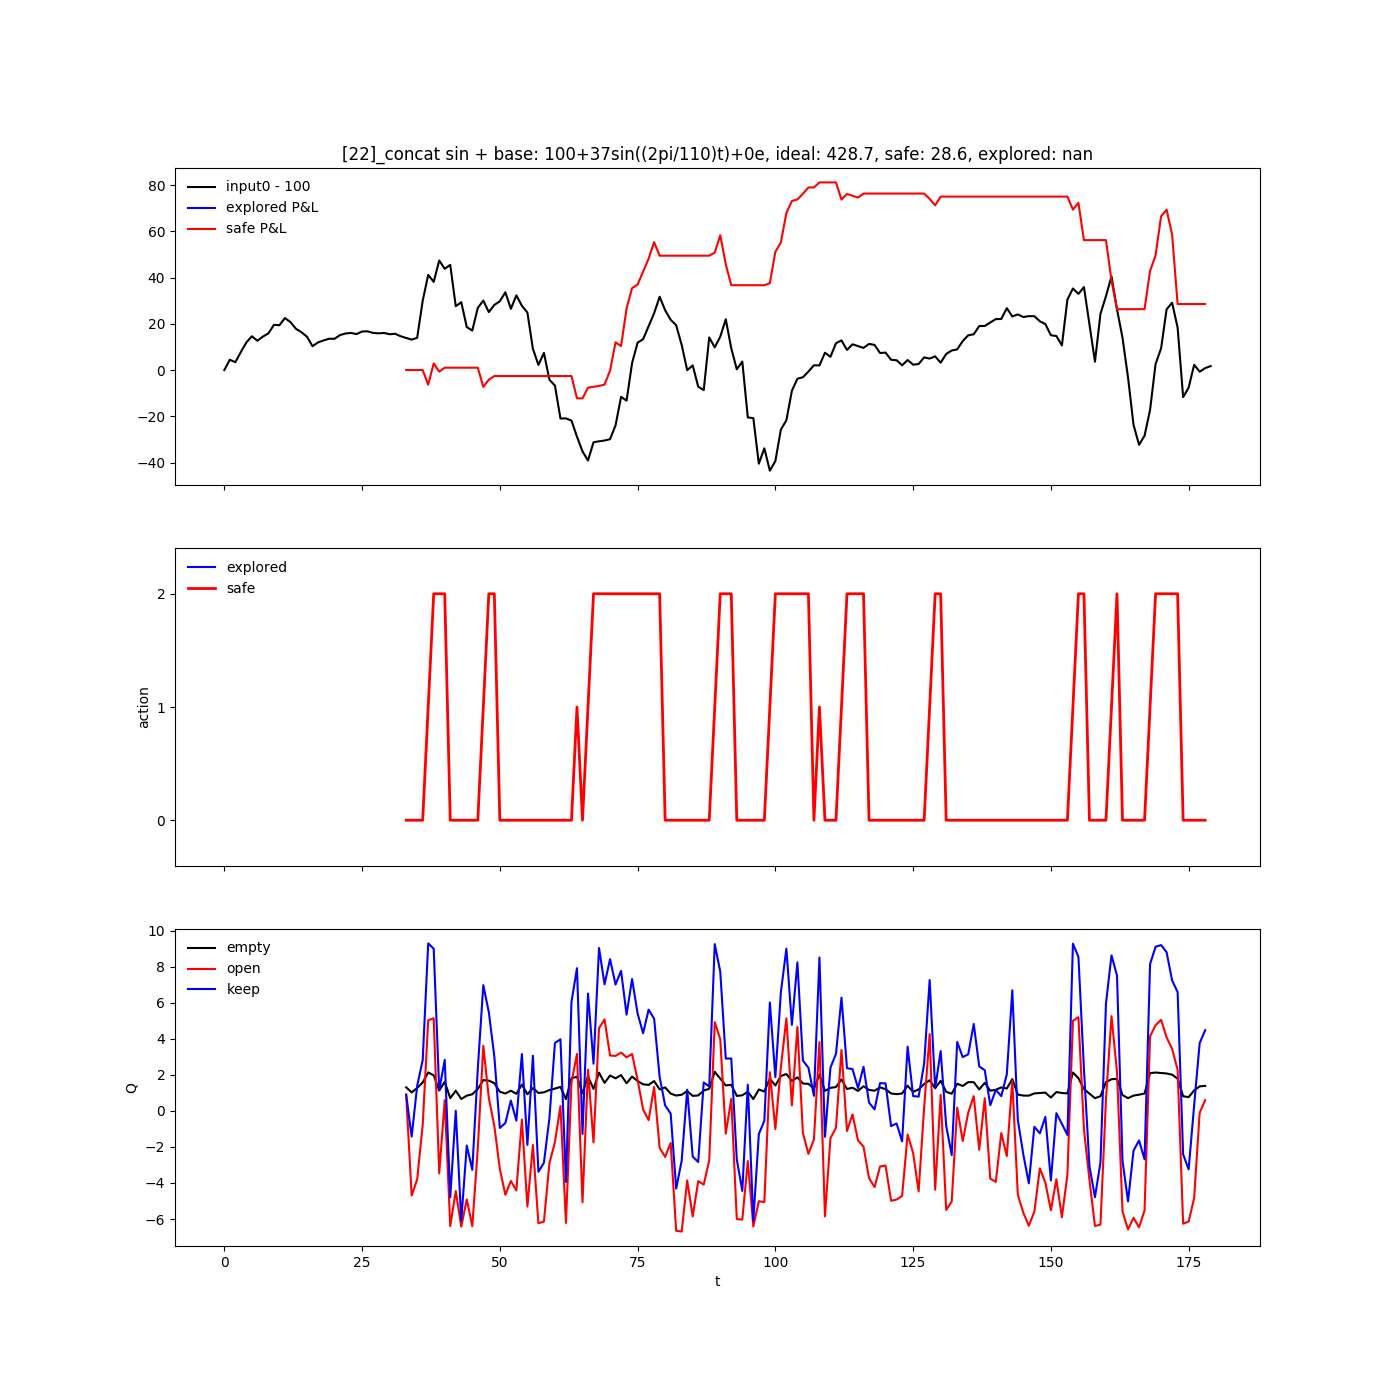 [22]_concat sin + base: 100+37sin((2pi/110)t)+0e, ideal: 428.7, safe: 28.6, explored: nan
80
60
40
20
0
−20
−40
input0 - 100
explored P&L
safe P&L
action
2
1
0
explored
safe
Q
10
8
6
4
2
0
−2
−4
−6
empty
open
keep
0 25 50 75 100 125 150 175
t